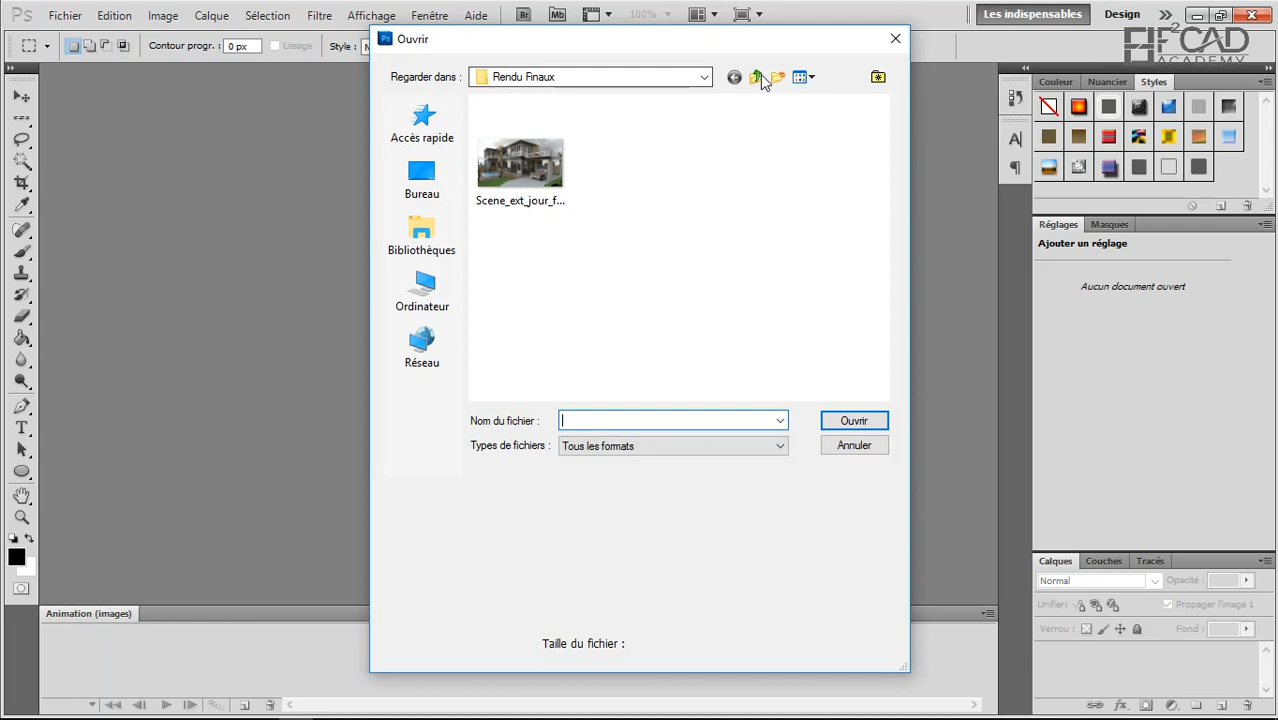 Ps Fichier Edition Image Calque Sélection Filtre Affichage Fenêtre Aide Br Mb 100% Les indispensables Design
Contour progr. : 0 px Lissage Style : N
F2CAD
ACADEMY
Ps Ouvrir
Regarder dans : Rendu Finaux
Accès rapide
Bureau
Bibliothèques
Ordinateur
Réseau
Scene_ext_jour_f...
Nom du fichier :
Ouvrir
Types de fichiers : Tous les formats
Annuler
Taille du fichier :
Couleur Nuancier Styles
Réglages Masques
Ajouter un réglage
Aucun document ouvert
Calques Couches Tracés
Normal Opacité :
Unifier : Propager l'image 1
Verrou : Fond :
Animation (images)